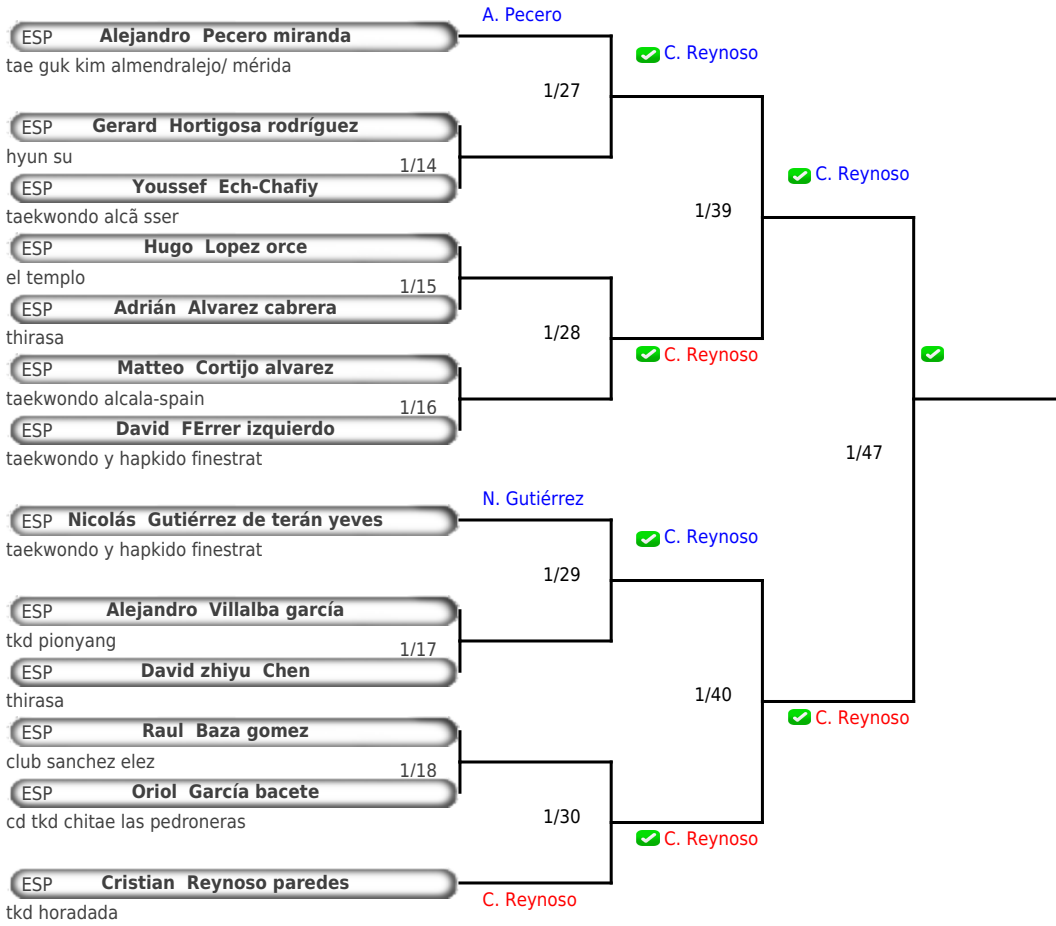 A. Pecero
ESP Alejandro Pecero miranda
tae guk kim almendralejo/ mérida
C. Reynoso
1/27
ESP Gerard Hortigosa rodríguez
hyun su
1/14
ESP Youssef Ech-Chafiy
taekwondo alcã sser
C. Reynoso
1/39
ESP Hugo Lopez orce
el templo
1/15
ESP Adrián Alvarez cabrera
thirasa
1/28
C. Reynoso
ESP Matteo Cortijo alvarez
taekwondo alcala-spain
1/16
ESP David FErrer izquierdo
taekwondo y hapkido finestrat
1/47
N. Gutiérrez
ESP Nicolás Gutiérrez de terán yeves
taekwondo y hapkido finestrat
C. Reynoso
1/29
ESP Alejandro Villalba garcía
tkd pionyang
1/17
ESP David zhiyu Chen
thirasa
1/40
C. Reynoso
ESP Raul Baza gomez
club sanchez elez
1/18
ESP Oriol García bacete
cd tkd chitae las pedroneras
1/30
C. Reynoso
ESP Cristian Reynoso paredes
C. Reynoso
tkd horadada